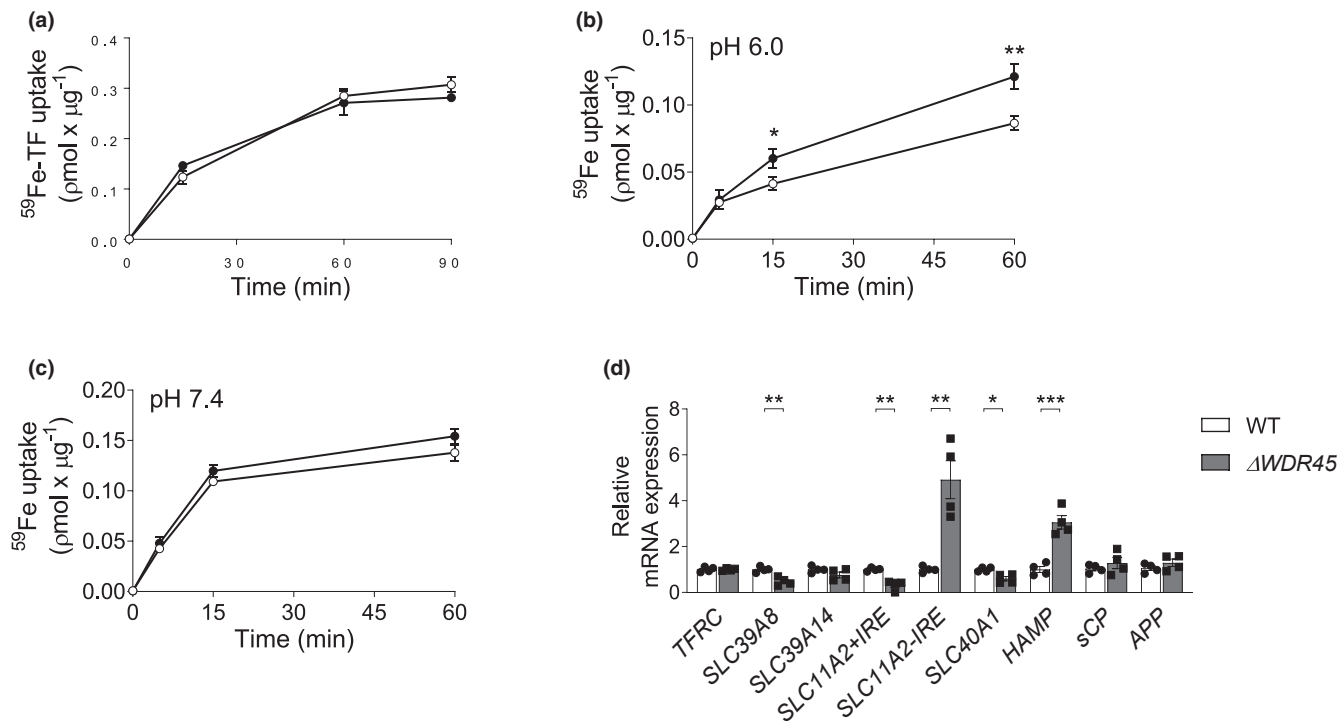 (a)
⁵⁹Fe-TF uptake
(ρmol x μg⁻¹)
0.4
0.3
0.2
0.1
0.0
0
30
60
90
Time (min)
(b)
pH 6.0
⁵⁹Fe uptake
(ρmol x μg⁻¹)
0.15
0.10
0.05
0.00
*
**
0
15
30
45
60
Time (min)
(c)
pH 7.4
⁵⁹Fe uptake
(ρmol x μg⁻¹)
0.20
0.15
0.10
0.05
0.00
0
15
30
45
60
Time (min)
(d)
Relative
mRNA expression
8
6
4
2
0
**
**
**
*
***
WT
ΔWDR45
TFRC
SLC39A8
SLC39A14
SLC11A2+IRE
SLC11A2-IRE
SLC40A1
HAMP
sCP
APP